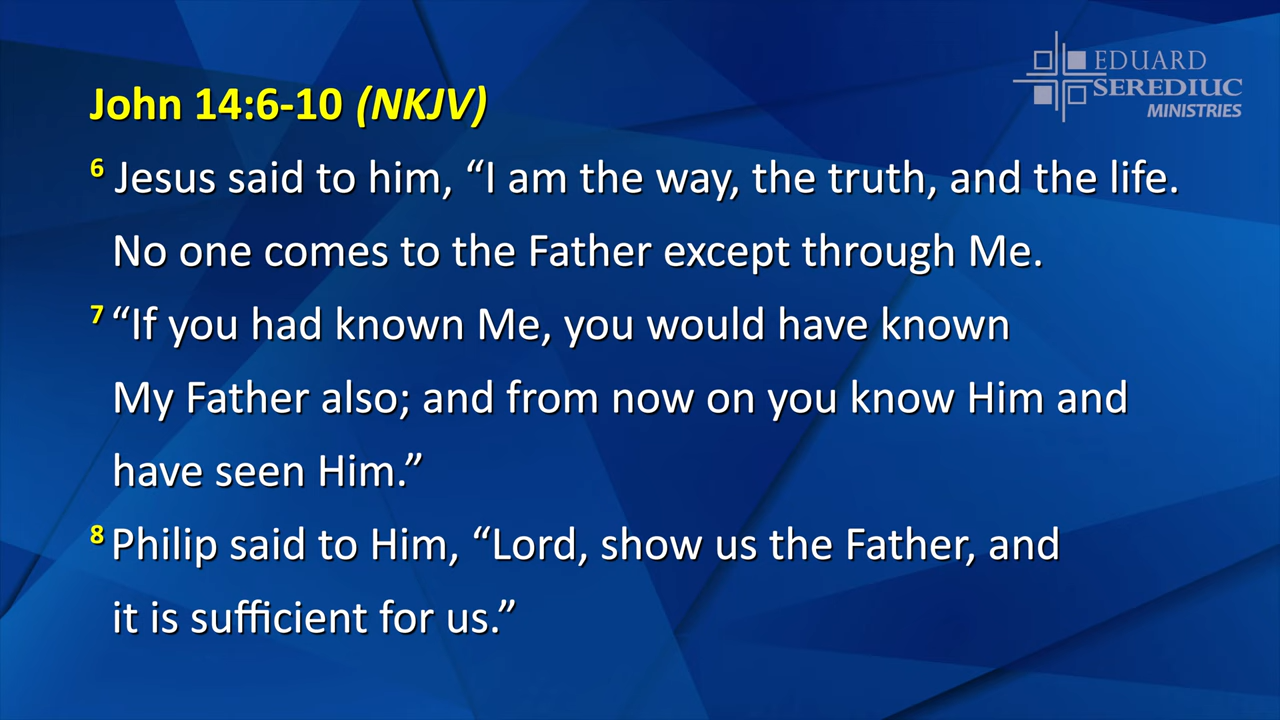 EDUARD
SEREDIUC
MINISTRIES
John 14:6-10 (NKJV)
6 Jesus said to him, “I am the way, the truth, and the life.
No one comes to the Father except through Me.
7 “If you had known Me, you would have known
My Father also; and from now on you know Him and
have seen Him.”
8 Philip said to Him, “Lord, show us the Father, and
it is sufficient for us.”